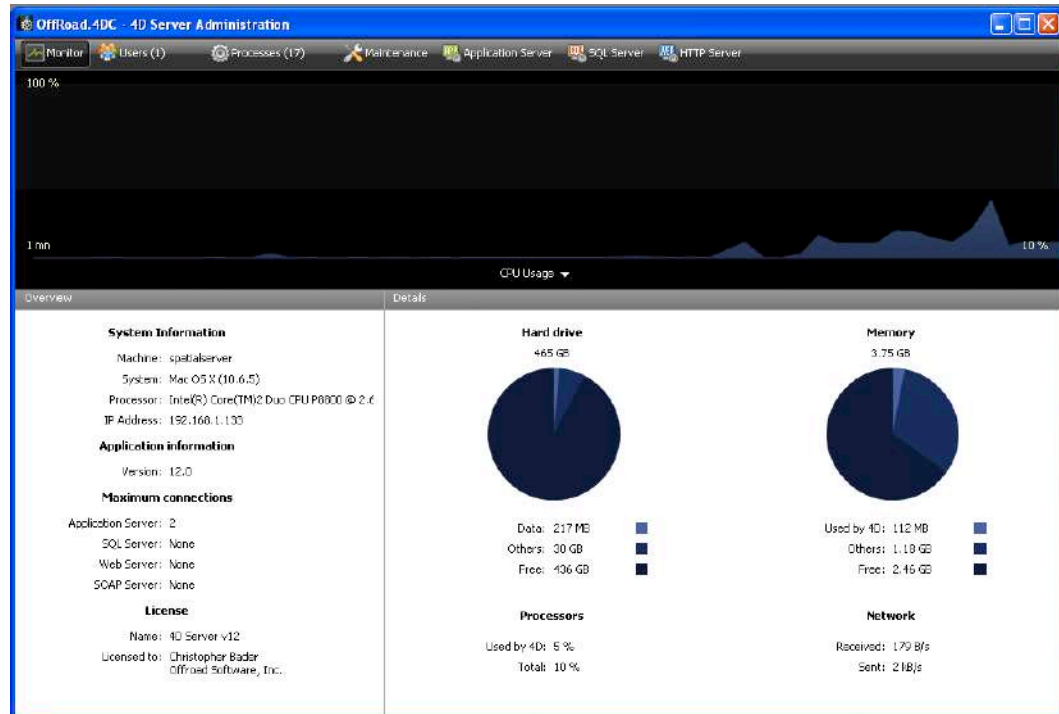 OffRoad.4DC - 4D Server Administration
Monitor Users (1) Processes (17) Maintenance Application Server SQL Server HTTP Server
100 %
1 mn
10 %
CPU Usage
Overview
Details
System Information
Machine: spatialserver
System: Mac OS X (10.6.5)
Processor: Intel(R) Core(TM)2 Duo CPU P8800 @ 2.6
IP Address: 192.168.1.133
Application information
Version: 12.0
Maximum connections
Application Server: 2
SQL Server: None
Web Server: None
SOAP Server: None
License
Name: 4D Server v12
Licensed to: Christopher Bader
Offroad Software, Inc.
Hard drive
465 GB
Data: 217 MB
Others: 30 GB
Free: 436 GB
Memory
3.75 GB
Used by 4D: 112 MB
Others: 1.18 GB
Free: 2.46 GB
Processors
Used by 4D: 5 %
Total: 10 %
Network
Received: 179 B/s
Sent: 2 kB/s